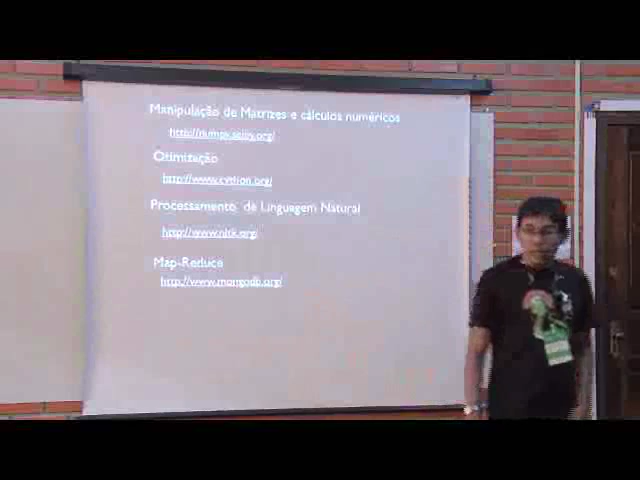 Manipulação de Matrizes e cálculos numéricos
http://numpy.scipy.org/
Otimização
http://www.cython.org/
Processamento de Linguagem Natural
http://www.nltk.org/
Map-Reduce
http://www.mongodb.org/